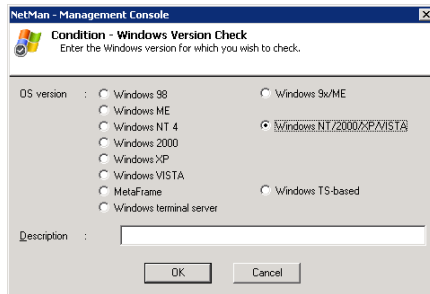 NetMan - Management Console
Condition - Windows Version Check
Enter the Windows version for which you wish to check.
OS version : Windows 98 Windows 9x/ME
Windows ME
Windows NT 4 Windows NT/2000/XP/VISTA
Windows 2000
Windows XP
Windows VISTA
MetaFrame Windows TS-based
Windows terminal server
Description :
OK Cancel